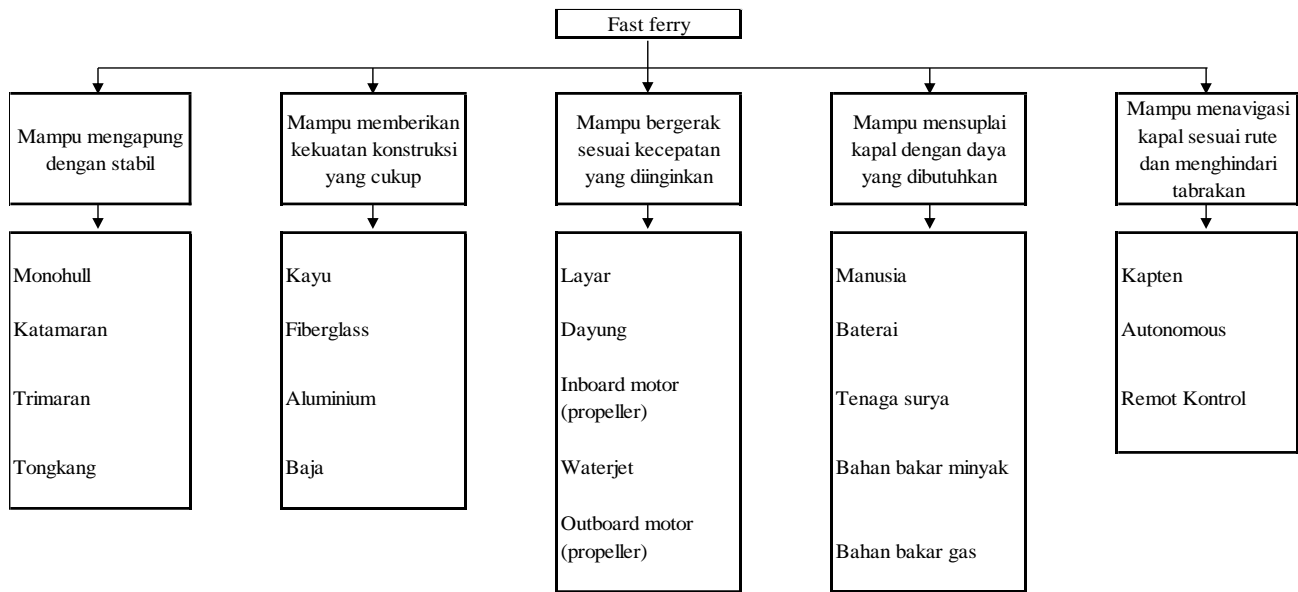 Fast ferry
Mampu mengapung
dengan stabil
Mampu memberikan
kekuatan konstruksi
yang cukup
Mampu bergerak
sesuai kecepatan
yang diinginkan
Mampu mensuplai
kapal dengan daya
yang dibutuhkan
Mampu menavigasi
kapal sesuai rute
dan menghindari
tabrakan
Monohull
Katamaran
Trimaran
Tongkang
Kayu
Fiberglass
Aluminium
Baja
Layar
Dayung
Inboard motor
(propeller)
Waterjet
Outboard motor
(propeller)
Manusia
Baterai
Tenaga surya
Bahan bakar minyak
Bahan bakar gas
Kapten
Autonomous
Remot Kontrol